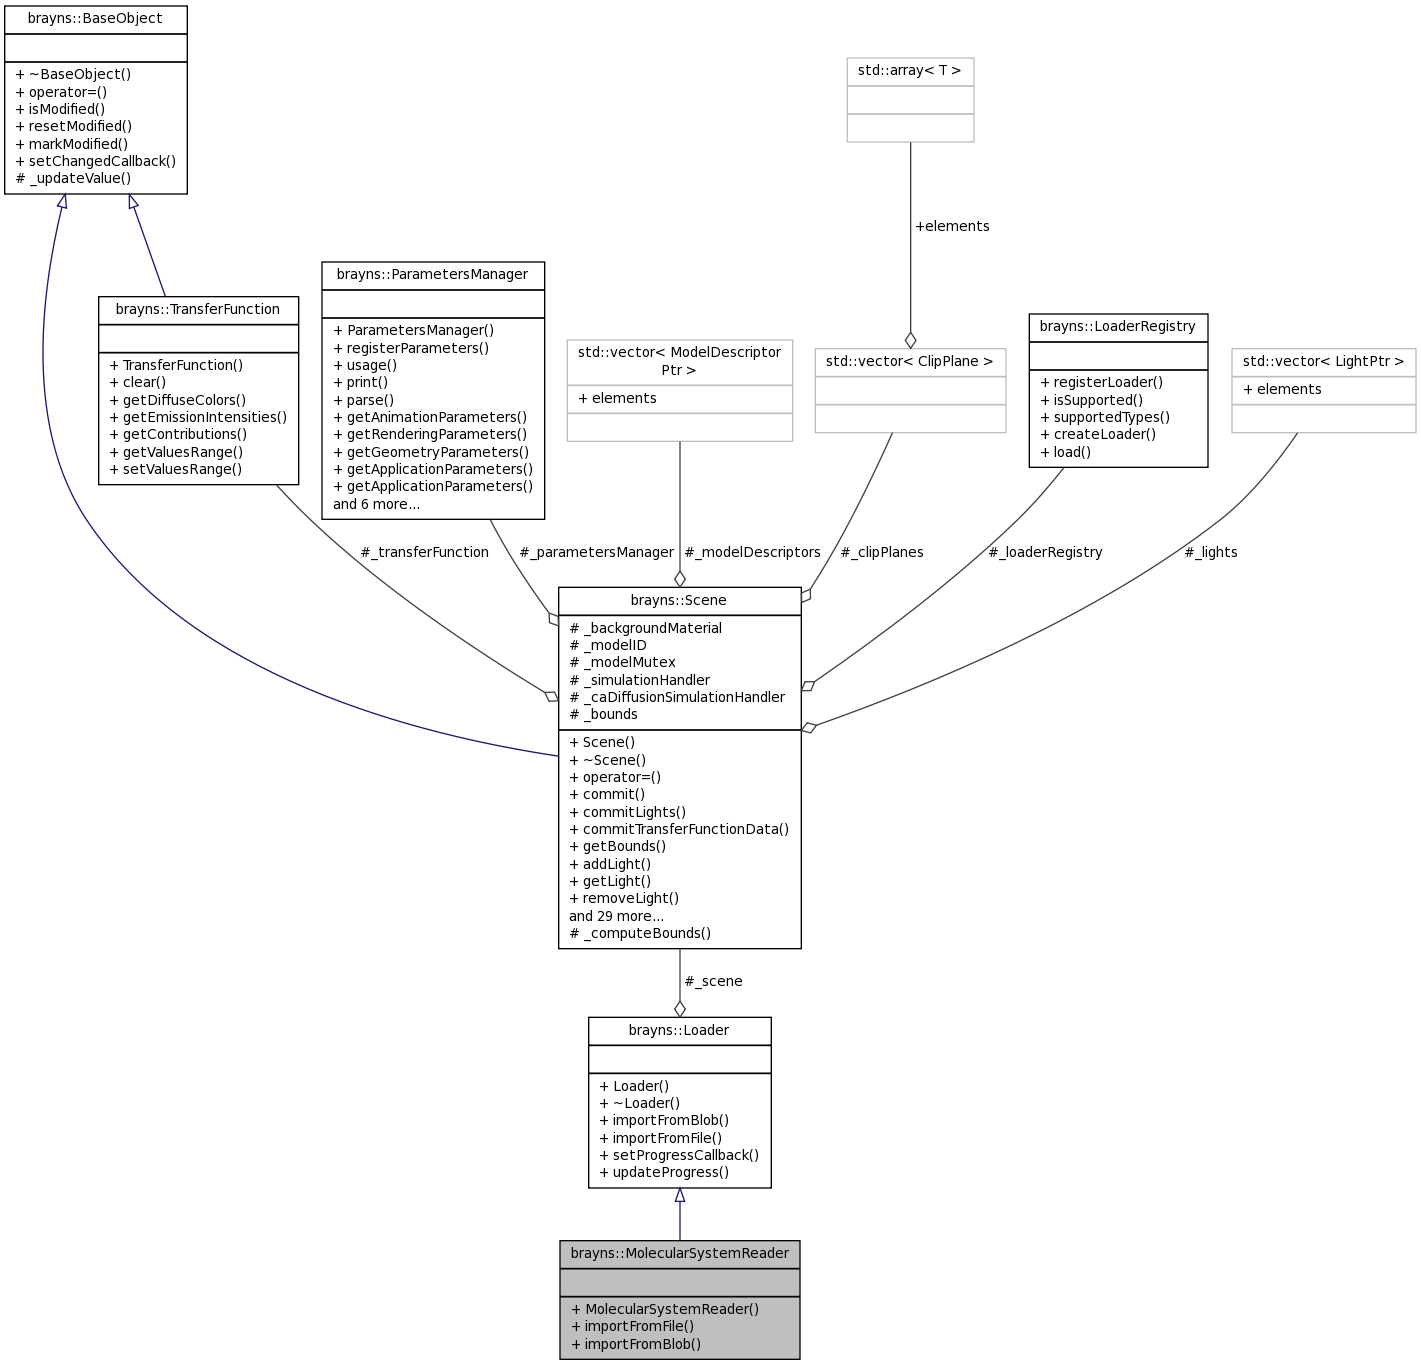 brayns::BaseObject
+ ~BaseObject()
+ operator=()
+ isModified()
+ resetModified()
+ markModified()
+ setChangedCallback()
# _updateValue()
std::array< T >
+elements
brayns::TransferFunction
+ TransferFunction()
+ clear()
+ getDiffuseColors()
+ getEmissionIntensities()
+ getContributions()
+ getValuesRange()
+ setValuesRange()
brayns::ParametersManager
+ ParametersManager()
+ registerParameters()
+ usage()
+ print()
+ parse()
+ getAnimationParameters()
+ getRenderingParameters()
+ getGeometryParameters()
+ getApplicationParameters()
+ getApplicationParameters()
and 6 more...
std::vector< ModelDescriptor
Ptr >
+ elements
std::vector< ClipPlane >
brayns::LoaderRegistry
+ registerLoader()
+ isSupported()
+ supportedTypes()
+ createLoader()
+ load()
std::vector< LightPtr >
+ elements
#_transferFunction
#_parametersManager
#_modelDescriptors
#_clipPlanes
#_loaderRegistry
#_lights
brayns::Scene
# _backgroundMaterial
# _modelID
# _modelMutex
# _simulationHandler
# _caDiffusionSimulationHandler
# _bounds
+ Scene()
+ ~Scene()
+ operator=()
+ commit()
+ commitLights()
+ commitTransferFunctionData()
+ getBounds()
+ addLight()
+ getLight()
+ removeLight()
and 29 more...
# _computeBounds()
#_scene
brayns::Loader
+ Loader()
+ ~Loader()
+ importFromBlob()
+ importFromFile()
+ setProgressCallback()
+ updateProgress()
brayns::MolecularSystemReader
+ MolecularSystemReader()
+ importFromFile()
+ importFromBlob()